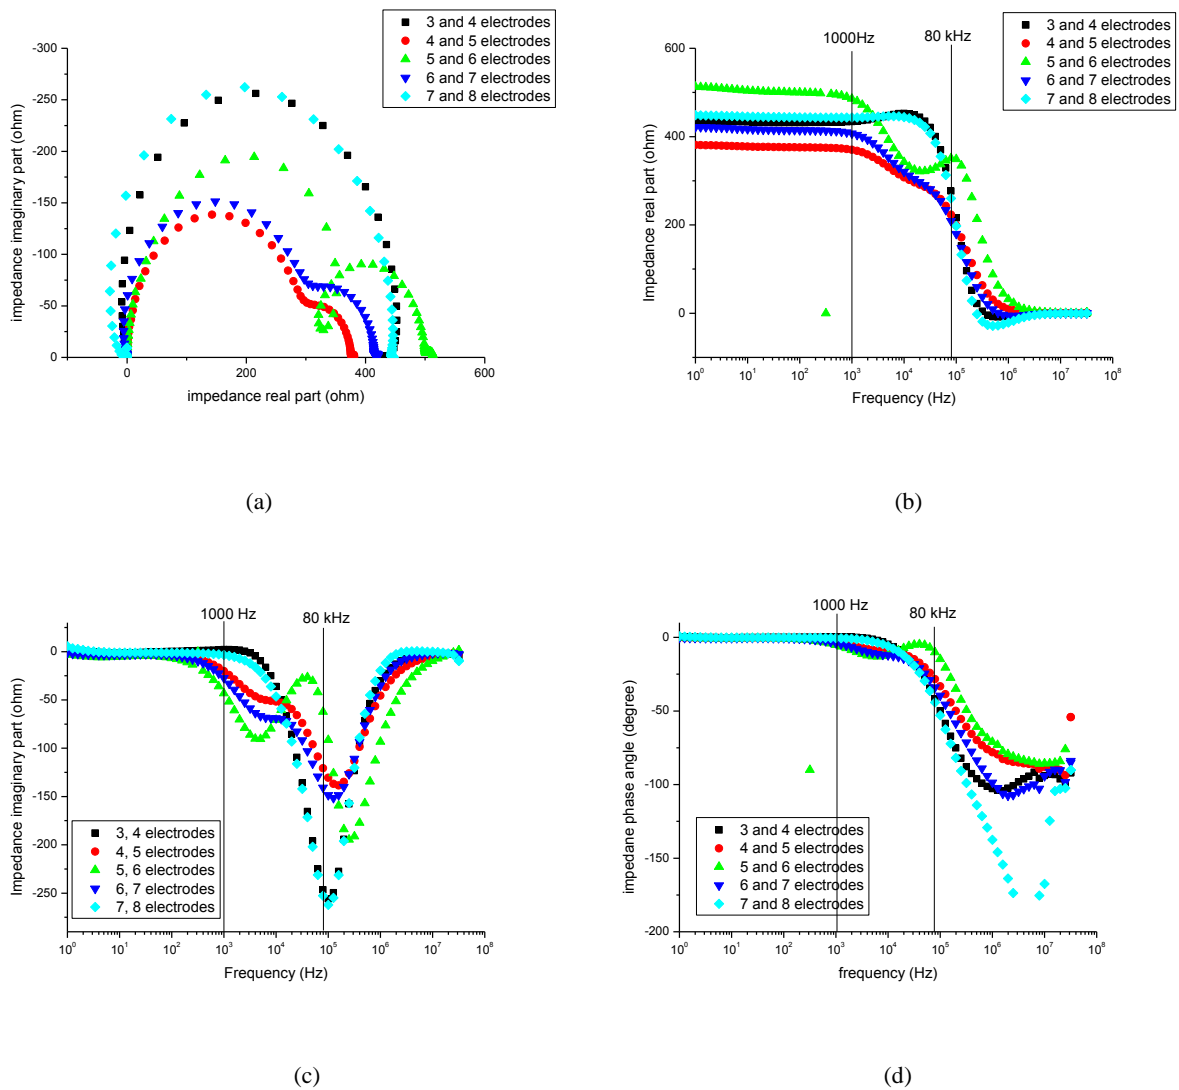 3 and 4 electrodes
4 and 5 electrodes
5 and 6 electrodes
6 and 7 electrodes
7 and 8 electrodes
-300
-250
-200
-150
-100
-50
0
0
200
400
600
impedance imaginary part (ohm)
impedance real part (ohm)
(a)
3 and 4 electrodes
4 and 5 electrodes
5 and 6 electrodes
6 and 7 electrodes
7 and 8 electrodes
1000Hz
80 kHz
600
400
200
0
10⁰ 10¹ 10² 10³ 10⁴ 10⁵ 10⁶ 10⁷ 10⁸
Impedance real part (ohm)
Frequency (Hz)
(b)
1000 Hz
80 kHz
0
-50
-100
-150
-200
-250
3, 4 electrodes
4, 5 electrodes
5, 6 electrodes
6, 7 electrodes
7, 8 electrodes
10⁰ 10¹ 10² 10³ 10⁴ 10⁵ 10⁶ 10⁷ 10⁸
Impedance imaginary part (ohm)
Frequency (Hz)
(c)
1000 Hz
80 kHz
0
-50
-100
-150
-200
3 and 4 electrodes
4 and 5 electrodes
5 and 6 electrodes
6 and 7 electrodes
7 and 8 electrodes
10⁰ 10¹ 10² 10³ 10⁴ 10⁵ 10⁶ 10⁷ 10⁸
impedane phase angle (degree)
frequency (Hz)
(d)